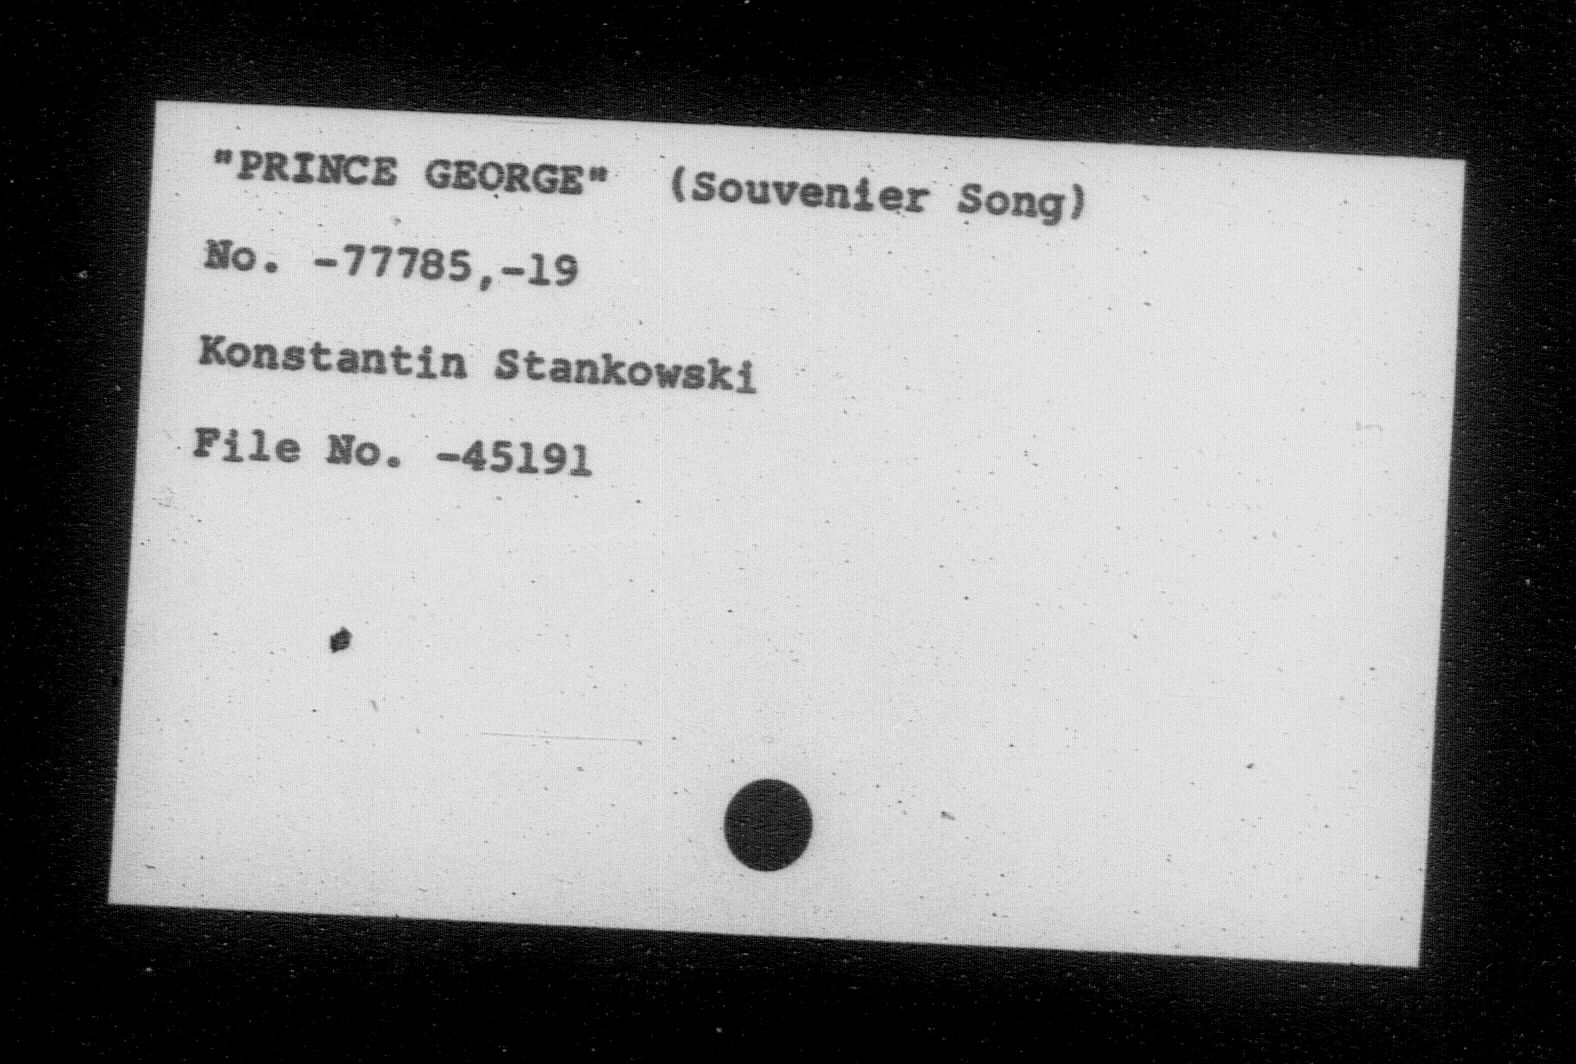 "PRINCE GEORGE" (Souvenier Song)
No. -77785,-19
Konstantin Stankowski
File No. -45191